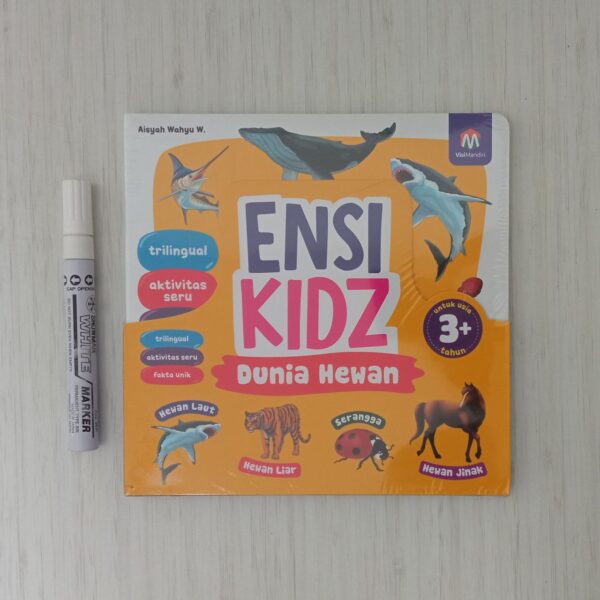 Aisyah Wahyu W.
VisiMandiri
ENSI
KIDZ
Dunia Hewan
trilingual
aktivitas
seru
trilingual
aktivitas seru
fakta unik
untuk usia
3+
tahun
Hewan Laut
Hewan Liar
Serangga
Hewan Jinak
SNOWMAN
WHITE
MARKER